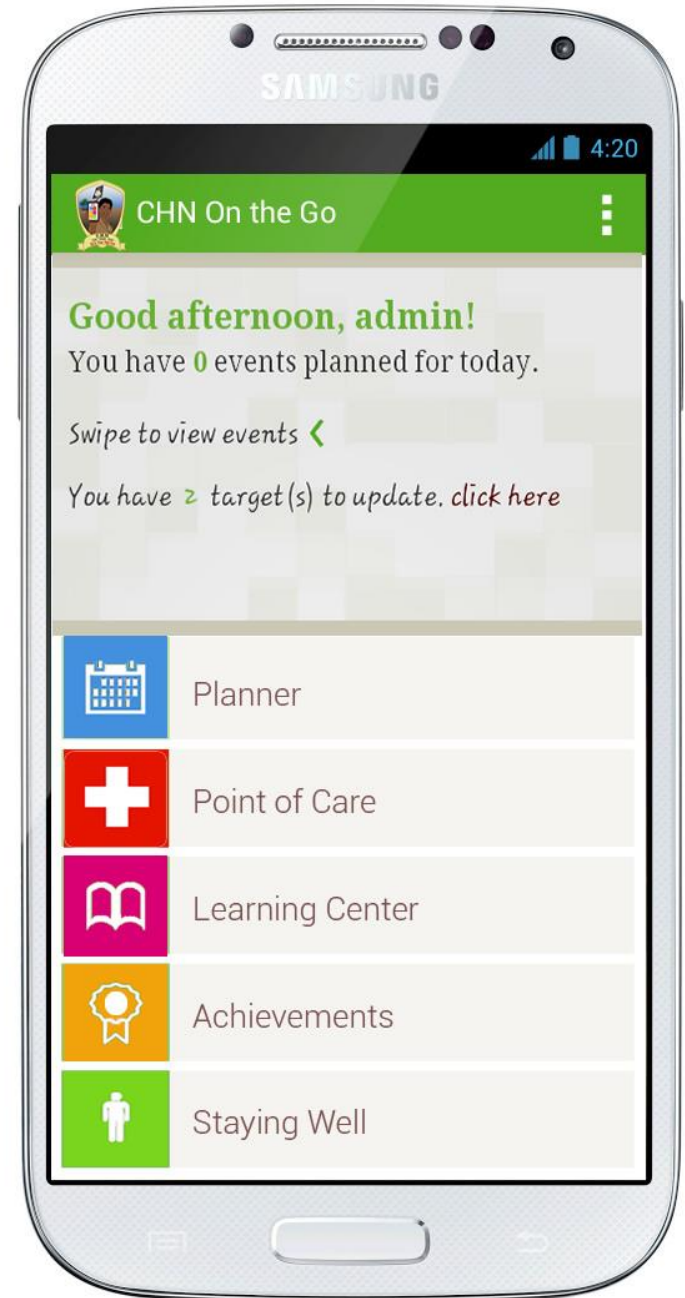 SAMSUNG
4:20
CHN On the Go
Good afternoon, admin!
You have 0 events planned for today.
Swipe to view events
You have 2 target(s) to update. click here
Planner
Point of Care
Learning Center
Achievements
Staying Well